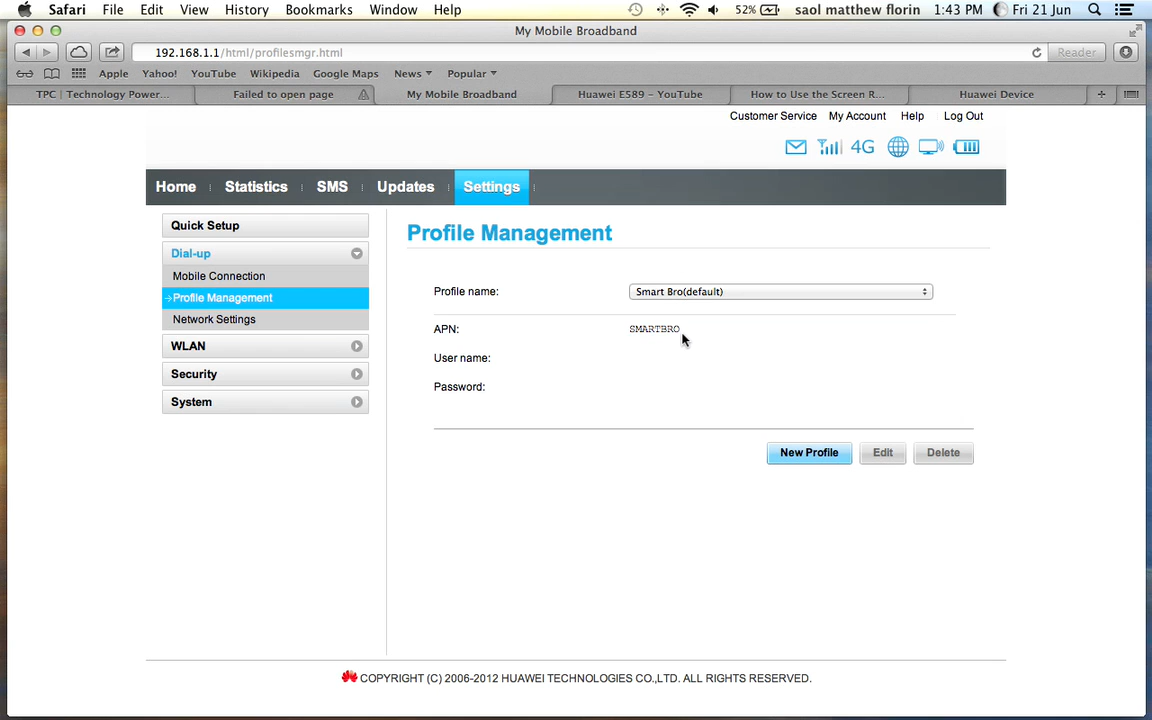 Safari File Edit View History Bookmarks Window Help 52% saol matthew florin 1:43 PM Fri 21 Jun
My Mobile Broadband
192.168.1.1/html/profilesmgr.html Reader
Apple Yahoo! YouTube Wikipedia Google Maps News Popular
TPC | Technology Power... Failed to open page My Mobile Broadband Huawei E589 – YouTube How to Use the Screen R... Huawei Device
Customer Service My Account Help Log Out
4G
Home Statistics SMS Updates Settings
Quick Setup
Dial-up
Mobile Connection
Profile Management
Network Settings
WLAN
Security
System
Profile Management
Profile name: Smart Bro(default)
APN: SMARTBRO
User name:
Password:
New Profile Edit Delete
COPYRIGHT (C) 2006-2012 HUAWEI TECHNOLOGIES CO.,LTD. ALL RIGHTS RESERVED.